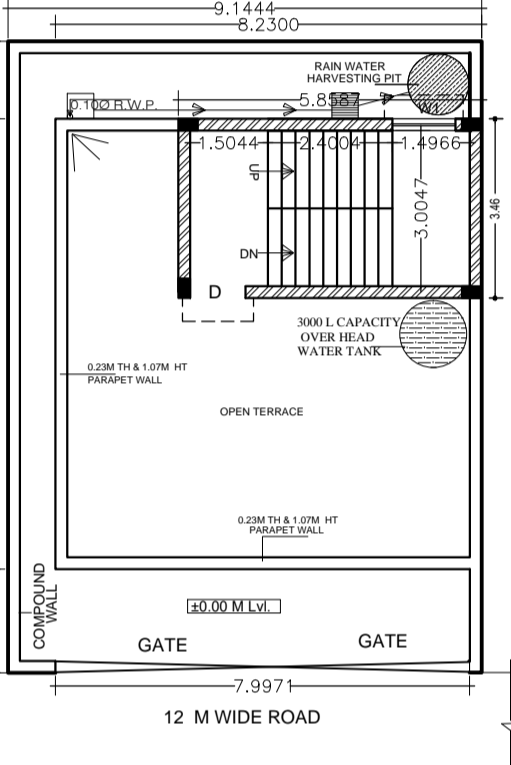 9.1444
8.2300
RAIN WATER
HARVESTING PIT
0.10Ø R.W.P.
5.8587
W1
1.5044
2.4004
1.4966
UP
3.0047
3.46
DN
D
3000 L CAPACITY
OVER HEAD
WATER TANK
0.23M TH & 1.07M HT
PARAPET WALL
OPEN TERRACE
0.23M TH & 1.07M HT
PARAPET WALL
COMPOUND
WALL
±0.00 M Lvl.
GATE
GATE
7.9971
12 M WIDE ROAD